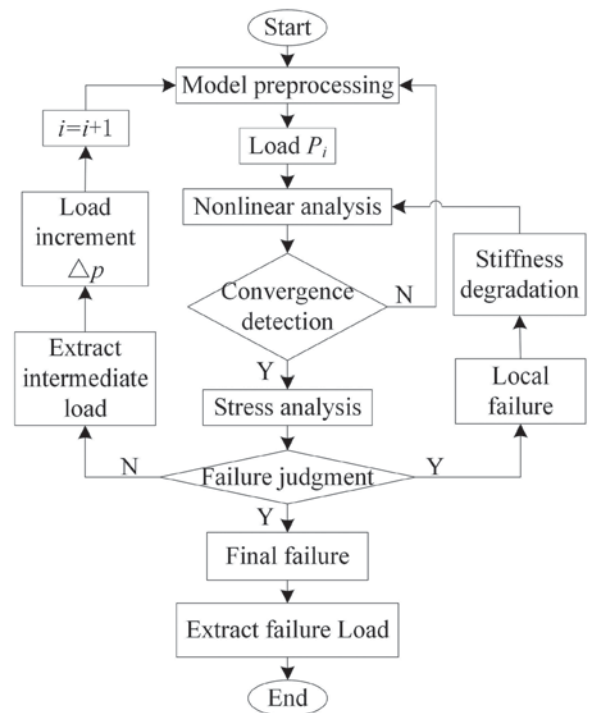 Start
Model preprocessing
i=i+1
Load Pi
Load
increment
△p
Nonlinear analysis
Stiffness
degradation
Convergence
detection
N
Y
Extract
intermediate
load
Stress analysis
Local
failure
N
Failure judgment
Y
Y
Final failure
Extract failure Load
End